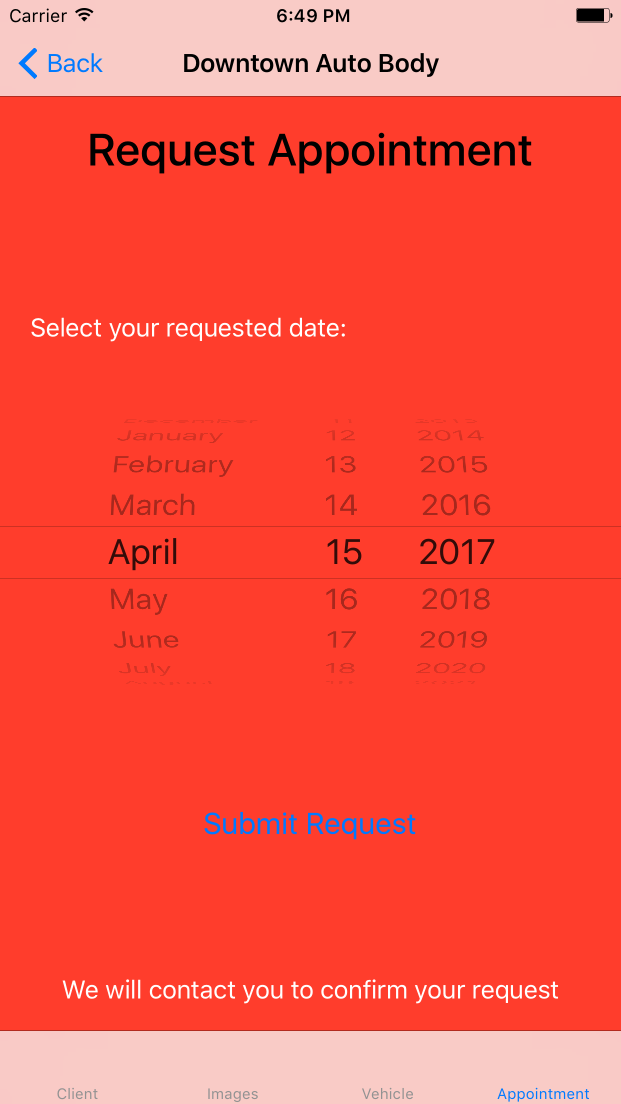 Carrier 6:49 PM
Back Downtown Auto Body
Request Appointment
Select your requested date:
January 12 2014
February 13 2015
March 14 2016
April 15 2017
May 16 2018
June 17 2019
July 18 2020
Submit Request
We will contact you to confirm your request
Client Images Vehicle Appointment